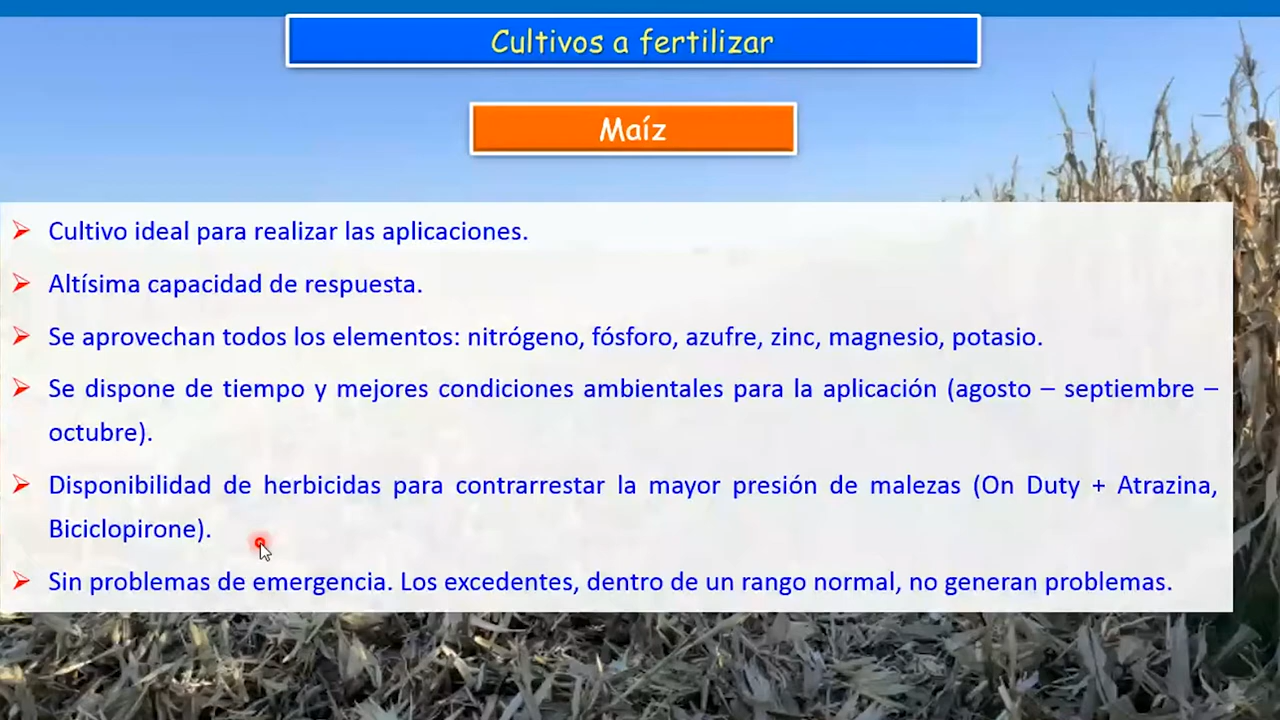 Cultivos a fertilizar
Maíz
Cultivo ideal para realizar las aplicaciones.
Altísima capacidad de respuesta.
Se aprovechan todos los elementos: nitrógeno, fósforo, azufre, zinc, magnesio, potasio.
Se dispone de tiempo y mejores condiciones ambientales para la aplicación (agosto – septiembre –
octubre).
Disponibilidad de herbicidas para contrarrestar la mayor presión de malezas (On Duty + Atrazina,
Biciclopirone).
Sin problemas de emergencia. Los excedentes, dentro de un rango normal, no generan problemas.